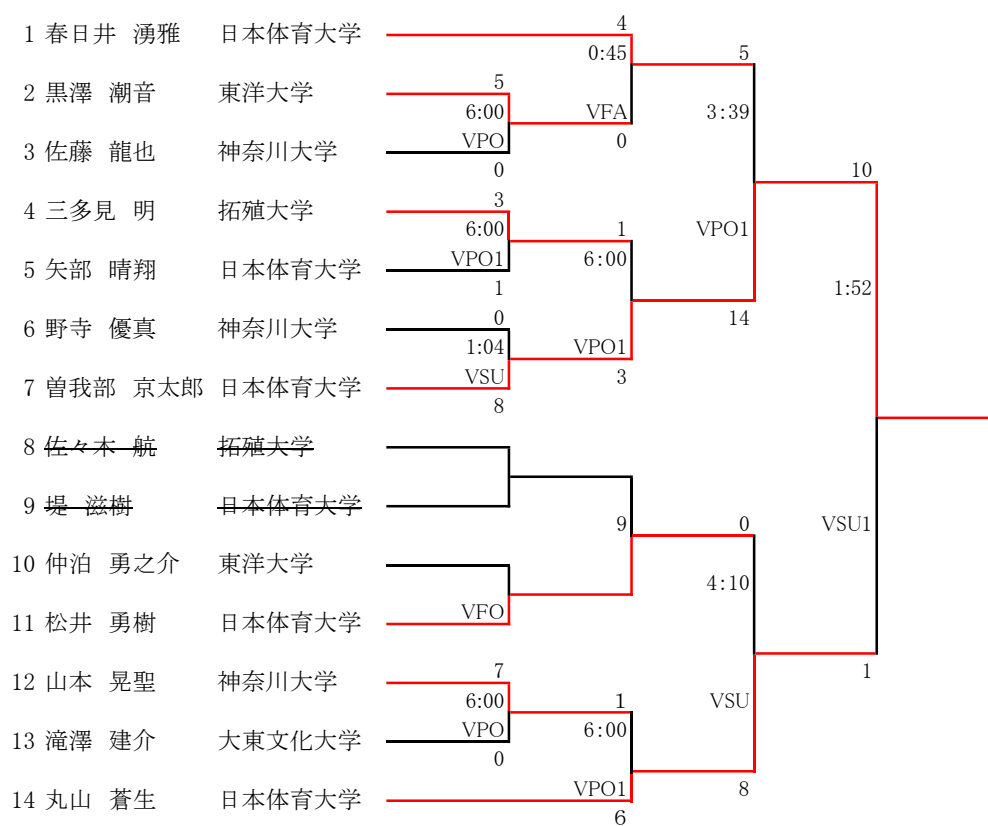 4
1 春日井 湧雅 日本体育大学
0:45 5
5
2 黒澤 潮音 東洋大学
6:00 VFA 3:39
VPO 0
3 佐藤 龍也 神奈川大学
0 10
3
4 三多見 明 拓殖大学
6:00 1 VPO1
VPO1 6:00
5 矢部 晴翔 日本体育大学
1 1:52
0 14
6 野寺 優真 神奈川大学
1:04 VPO1
VSU 3
7 曽我部 京太郎 日本体育大学
8
8 佐々木 航 拓殖大学
9 堤 滋樹 日本体育大学
9 0 VSU1
10 仲泊 勇之介 東洋大学
4:10
VFO
11 松井 勇樹 日本体育大学
7 1
12 山本 晃聖 神奈川大学
6:00 1 VSU
VPO 6:00
13 滝澤 建介 大東文化大学
0
VPO1 8
14 丸山 蒼生 日本体育大学
6